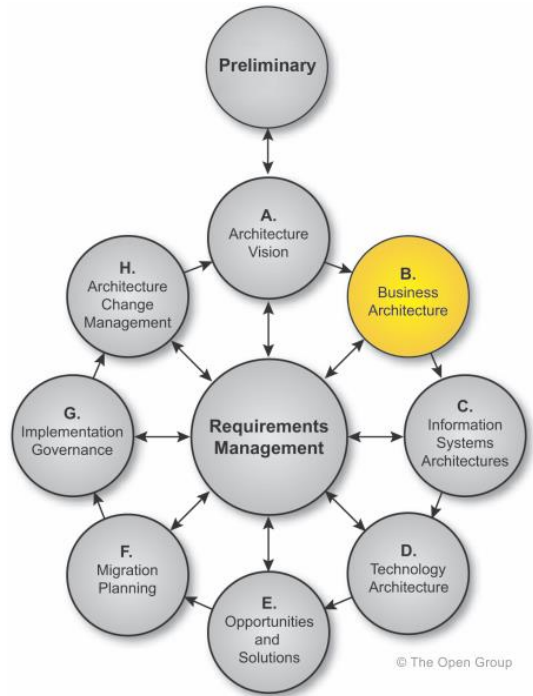 Preliminary
A.
Architecture
Vision
B.
Business
Architecture
C.
Information
Systems
Architectures
D.
Technology
Architecture
E.
Opportunities
and
Solutions
F.
Migration
Planning
G.
Implementation
Governance
H.
Architecture
Change
Management
Requirements
Management
© The Open Group